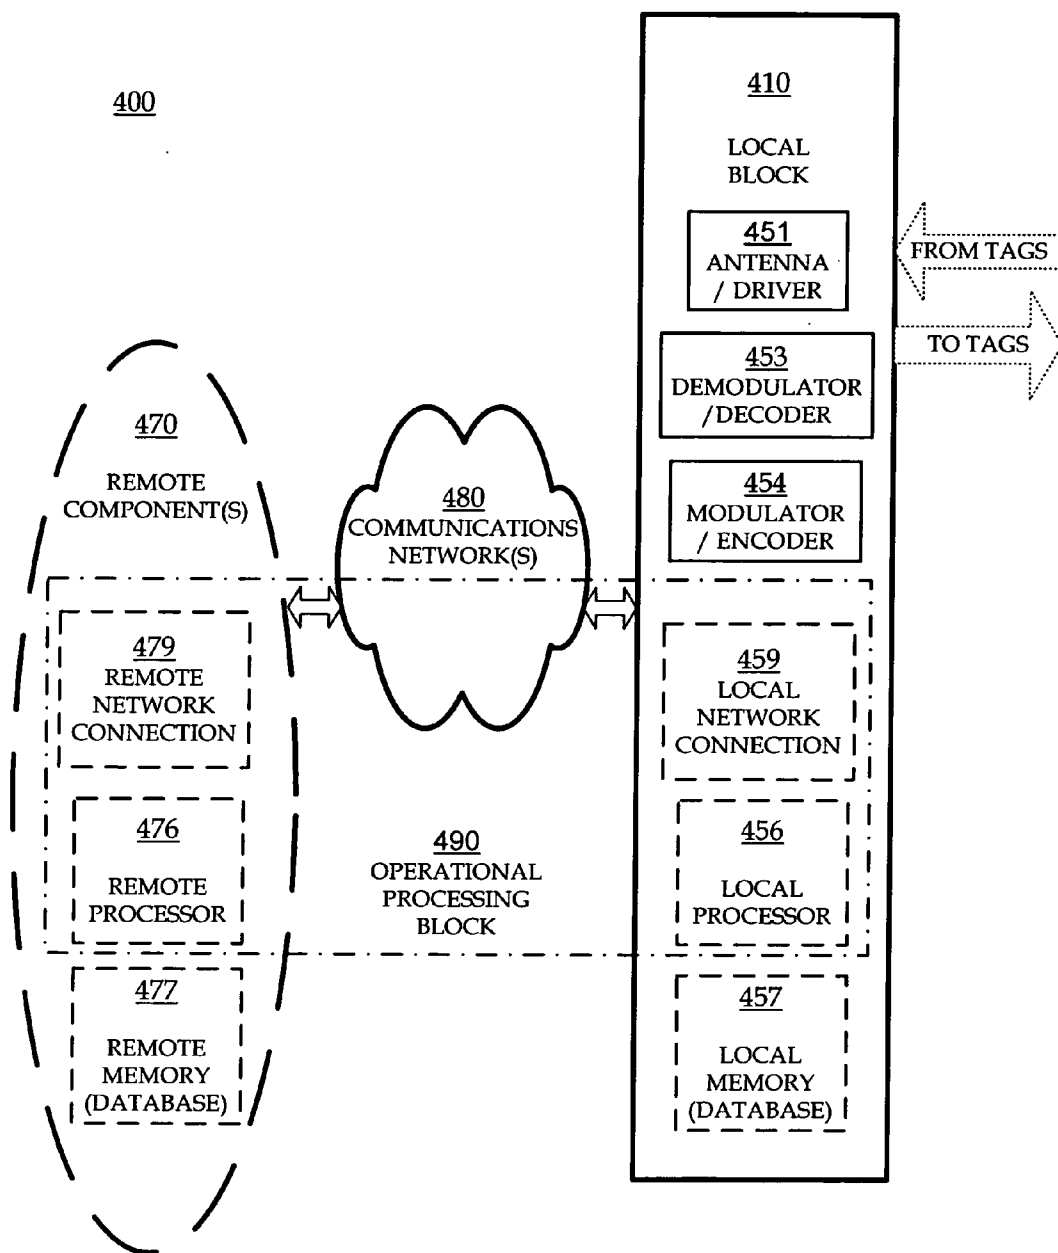 400
410
LOCAL
BLOCK
451
ANTENNA
/ DRIVER
FROM TAGS
TO TAGS
453
DEMODULATOR
/DECODER
454
MODULATOR
/ ENCODER
470
REMOTE
COMPONENT(S)
480
COMMUNICATIONS
NETWORK(S)
479
REMOTE
NETWORK
CONNECTION
459
LOCAL
NETWORK
CONNECTION
476
REMOTE
PROCESSOR
490
OPERATIONAL
PROCESSING
BLOCK
456
LOCAL
PROCESSOR
477
REMOTE
MEMORY
(DATABASE)
457
LOCAL
MEMORY
(DATABASE)